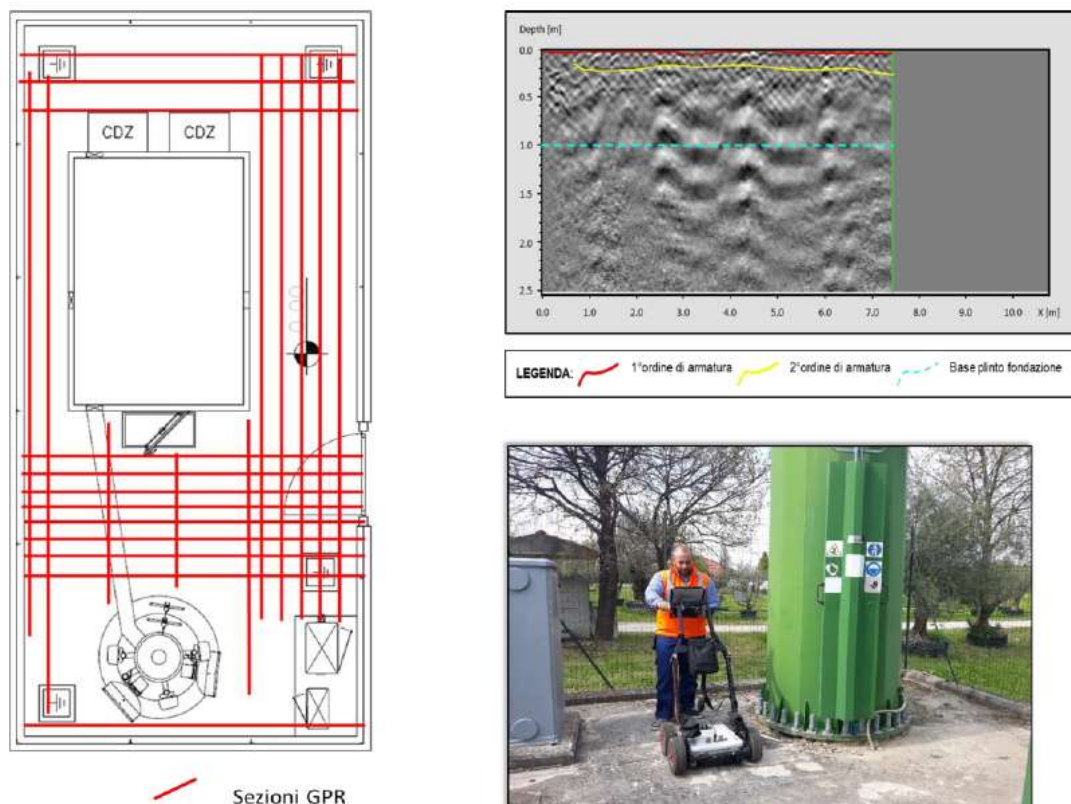 CDZ
CDZ
Sezioni GPR
Depth [m]
0.0
0.5
1.0
1.5
2.0
2.5
0.0 1.0 2.0 3.0 4.0 5.0 6.0 7.0 8.0 9.0 10.0 X [m]
LEGENDA: 1°ordine di armatura 2°ordine di armatura Base plinto fondazione